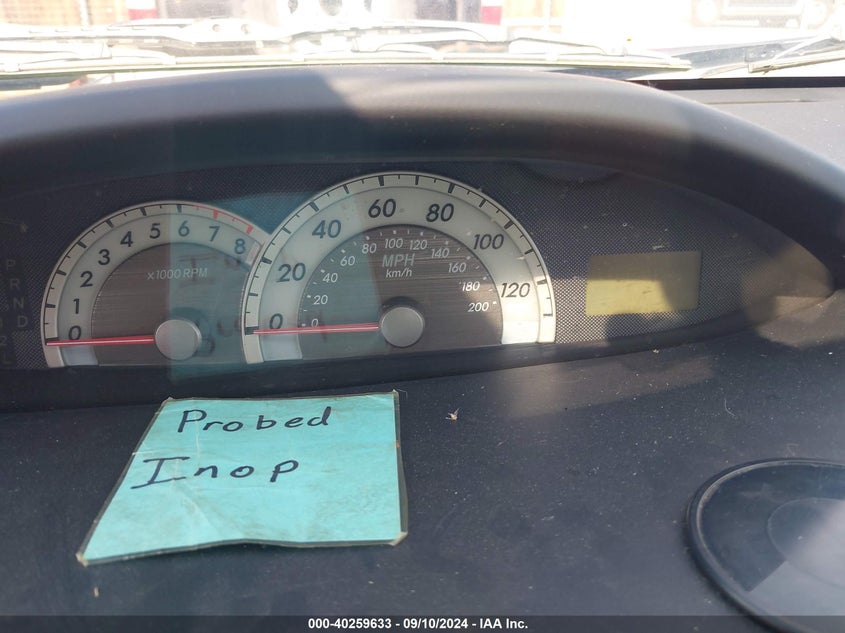 0 1 2 3 4 5 6 7 8
x1000 RPM
0 20 40 60 80 100 120
MPH
km/h
0 20 40 60 80 100 120 140 160 180 200
P
R
N
D
2
L
Probed
Inop
000-40259633 - 09/10/2024 - IAA Inc.